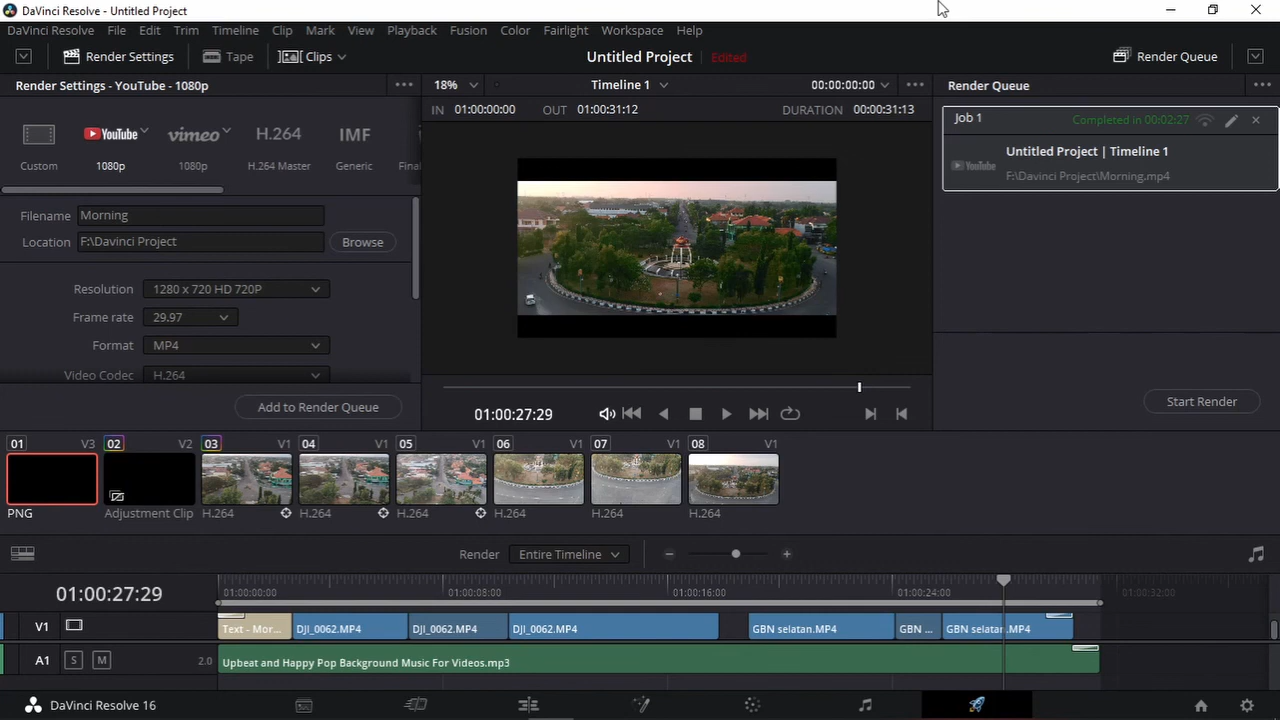 DaVinci Resolve - Untitled Project
DaVinci Resolve File Edit Trim Timeline Clip Mark View Playback Fusion Color Fairlight Workspace Help
Render Settings Tape Clips Untitled Project Edited Render Queue
Render Settings - YouTube - 1080p 18% Timeline 1 00:00:00:00 Render Queue
IN 01:00:00:00 OUT 01:00:31:12 DURATION 00:00:31:13
Job 1 Completed in 00:02:27
YouTube vimeo H.264 IMF
Custom 1080p 1080p H.264 Master Generic Final
Untitled Project | Timeline 1
YouTube
F:\Davinci Project\Morning.mp4
Filename Morning
Location F:\Davinci Project Browse
Resolution 1280 x 720 HD 720P
Frame rate 29.97
Format MP4
Video Codec H.264
Add to Render Queue
01:00:27:29
Start Render
01 V3 02 V2 03 V1 04 V1 05 V1 06 V1 07 V1 08 V1
PNG Adjustment Clip H.264 H.264 H.264 H.264 H.264 H.264
Render Entire Timeline
01:00:27:29 01:00:00:00 01:00:08:00 01:00:16:00 01:00:24:00 01:00:32:00
V1 Text - Mor... DJI_0062.MP4 DJI_0062.MP4 DJI_0062.MP4 GBN selatan.MP4 GBN ... GBN selatan.MP4
A1 S M 2.0 Upbeat and Happy Pop Background Music For Videos.mp3
DaVinci Resolve 16